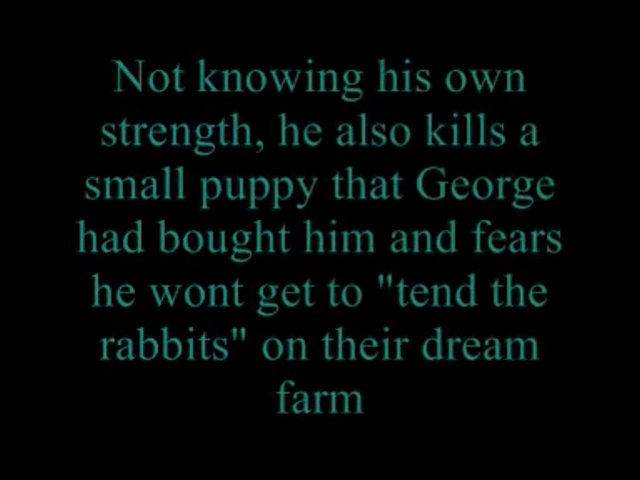 Not knowing his own
strength, he also kills a
small puppy that George
had bought him and fears
he wont get to "tend the
rabbits" on their dream
farm